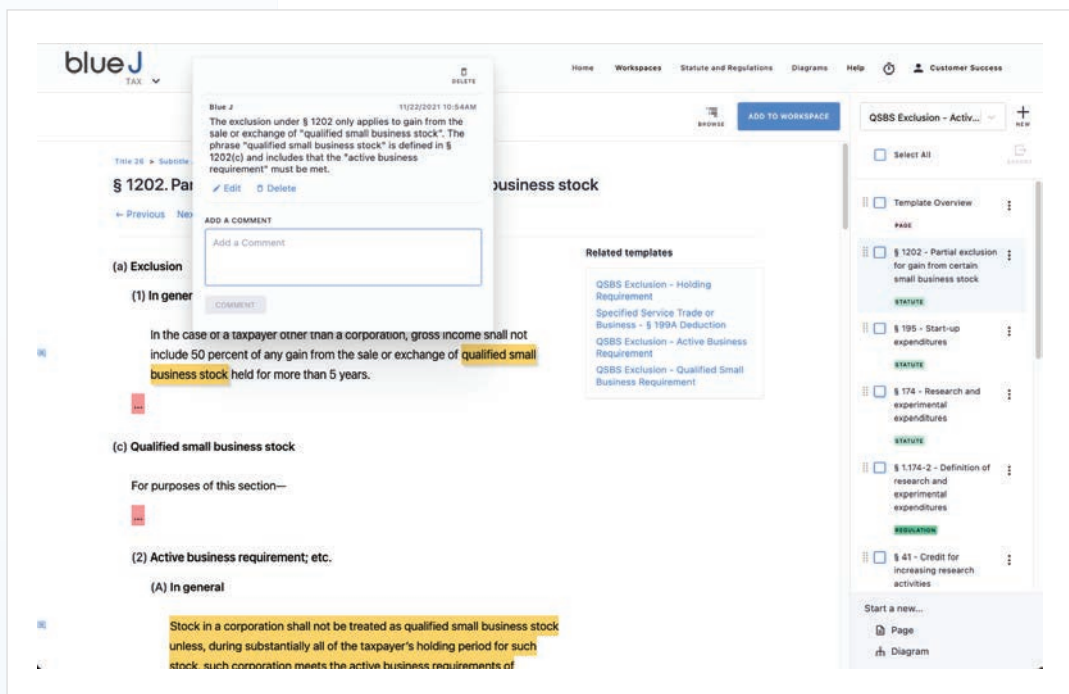 blue J
TAX
Home Workspaces Statute and Regulations Diagrams Help Customer Success
DELETE
Blue J 11/22/2021 10:54AM
The exclusion under § 1202 only applies to gain from the
sale or exchange of "qualified small business stock". The
phrase "qualified small business stock" is defined in §
1202(c) and includes that the "active business
requirement" must be met.
Edit Delete
ADD A COMMENT
Add a Comment
COMMENT
BROWSE
ADD TO WORKSPACE
Title 26 Subtitle
§ 1202. Par
business stock
← Previous
(a) Exclusion
(1) In gener
In the case of a taxpayer other than a corporation, gross income shall not
include 50 percent of any gain from the sale or exchange of qualified small
business stock held for more than 5 years.
...
(c) Qualified small business stock
For purposes of this section—
...
(2) Active business requirement; etc.
(A) In general
Stock in a corporation shall not be treated as qualified small business stock
unless, during substantially all of the taxpayer's holding period for such
stock, such corporation meets the active business requirements of
Related templates
QSBS Exclusion - Holding
Requirement
Specified Service Trade or
Business - § 199A Deduction
QSBS Exclusion - Active Business
Requirement
QSBS Exclusion - Qualified Small
Business Requirement
QSBS Exclusion - Activ...
NEW
Select All
Template Overview
PAGE
§ 1202 - Partial exclusion
for gain from certain
small business stock
STATUTE
§ 195 - Start-up
expenditures
STATUTE
§ 174 - Research and
experimental
expenditures
STATUTE
§ 1.174-2 - Definition of
research and
experimental
expenditures
REGULATION
§ 41 - Credit for
increasing research
activities
Start a new...
Page
Diagram